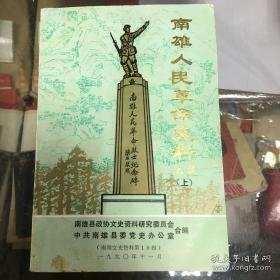 南雄人民革命史料
(上)
南雄人民革命烈士纪念碑
南雄县政协文史资料研究委员会
中共南雄县委党史办公室
合编
(南雄文史资料第18辑)
一九九〇年十一月